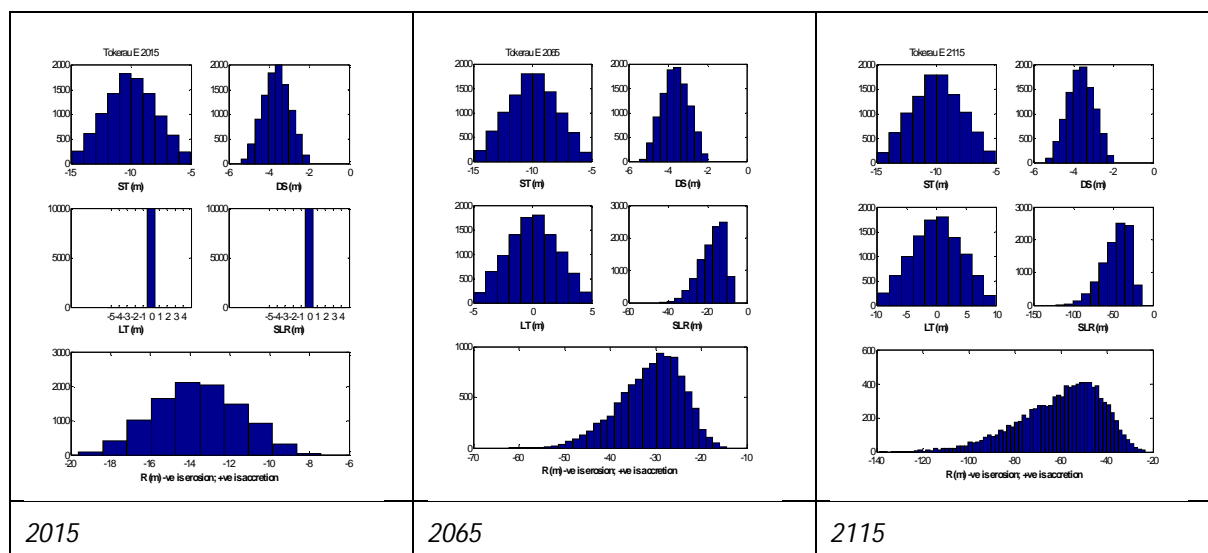 Tokerau E 2015
2000
1500
1000
500
0
-15 -10 -5
ST (m)
2000
1500
1000
500
0
-6 -4 -2 0
DS (m)
10000
5000
0
-5-4-3-2-1 0 1 2 3 4
LT (m)
10000
5000
0
-5-4-3-2-1 0 1 2 3 4
SLR (m)
3000
2000
1000
0
-20 -18 -16 -14 -12 -10 -8 -6
R (m) -ve is erosion; +ve is accretion
2015
Tokerau E 2065
2000
1500
1000
500
0
-15 -10 -5
ST (m)
2000
1500
1000
500
0
-6 -4 -2 0
DS (m)
2000
1500
1000
500
0
-5 0 5
LT (m)
3000
2000
1000
0
-60 -40 -20 0
SLR (m)
1000
500
0
-70 -60 -50 -40 -30 -20 -10
R (m) -ve is erosion; +ve is accretion
2065
Tokerau E 2115
2000
1500
1000
500
0
-15 -10 -5
ST (m)
2000
1500
1000
500
0
-6 -4 -2 0
DS (m)
2000
1500
1000
500
0
-10 -5 0 5 10
LT (m)
3000
2000
1000
0
-150 -100 -50 0
SLR (m)
600
400
200
0
-140 -120 -100 -80 -60 -40 -20
R (m) -ve is erosion; +ve is accretion
2115